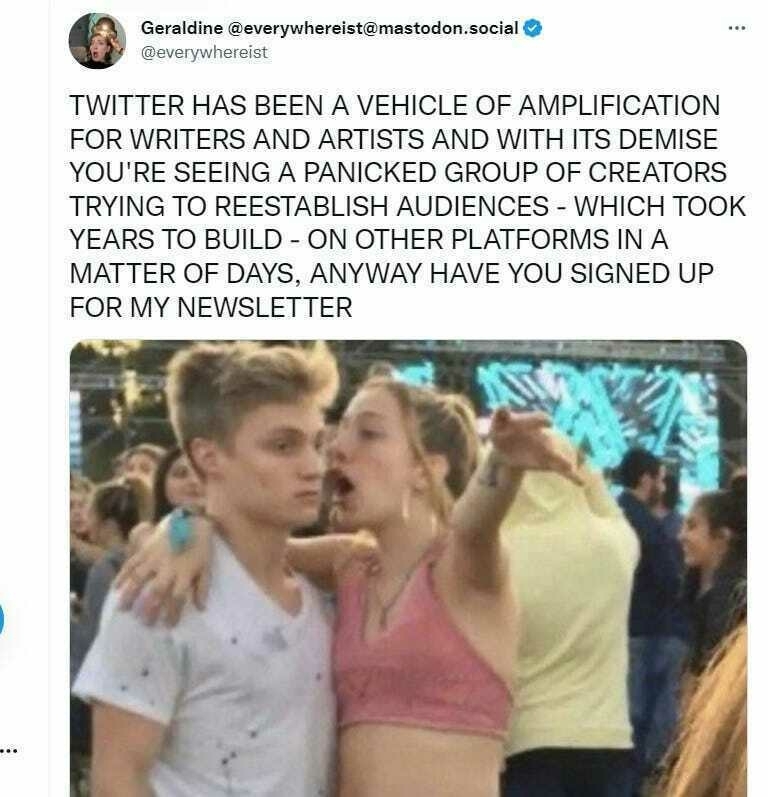 Geraldine @everywhereist@mastodon.social
@everywhereist
TWITTER HAS BEEN A VEHICLE OF AMPLIFICATION
FOR WRITERS AND ARTISTS AND WITH ITS DEMISE
YOU'RE SEEING A PANICKED GROUP OF CREATORS
TRYING TO REESTABLISH AUDIENCES - WHICH TOOK
YEARS TO BUILD - ON OTHER PLATFORMS IN A
MATTER OF DAYS, ANYWAY HAVE YOU SIGNED UP
FOR MY NEWSLETTER